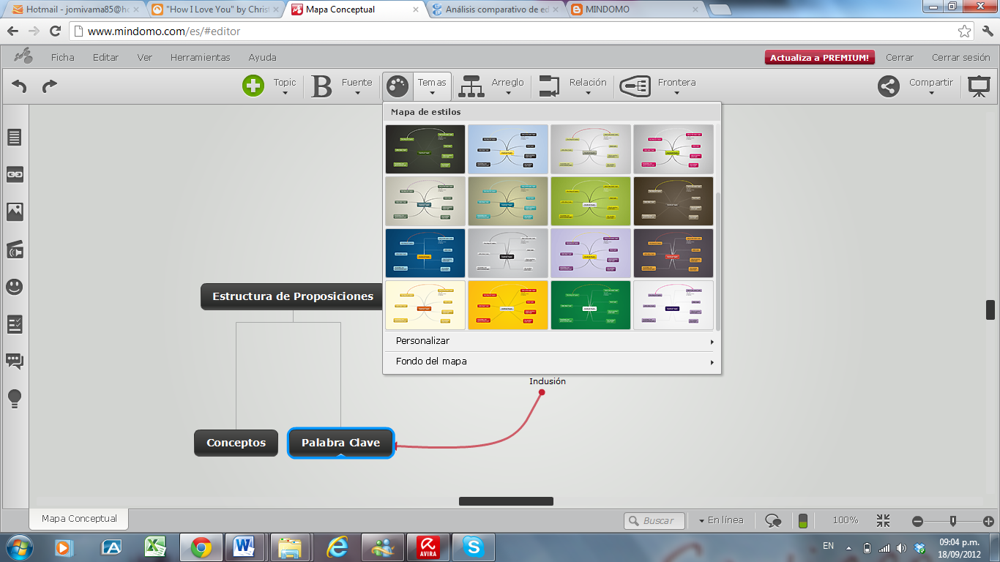 Hotmail - jomivama85@ho
"How I Love You" by Christ
Mapa Conceptual
Análisis comparativo de ed
MINDOMO
www.mindomo.com/es/#editor
Ficha Editar Ver Herramientas Ayuda
Actualiza a PREMIUM! Cerrar Cerrar sesión
Topic B Fuente Temas Arreglo Relación Frontera Compartir
Mapa de estilos
Estructura de Proposiciones
Personalizar
Fondo del mapa
Indusión
Conceptos
Palabra Clave
Mapa Conceptual
Buscar
En línea
100%
W
AVIRA
S
EN
09:04 p.m.
18/09/2012